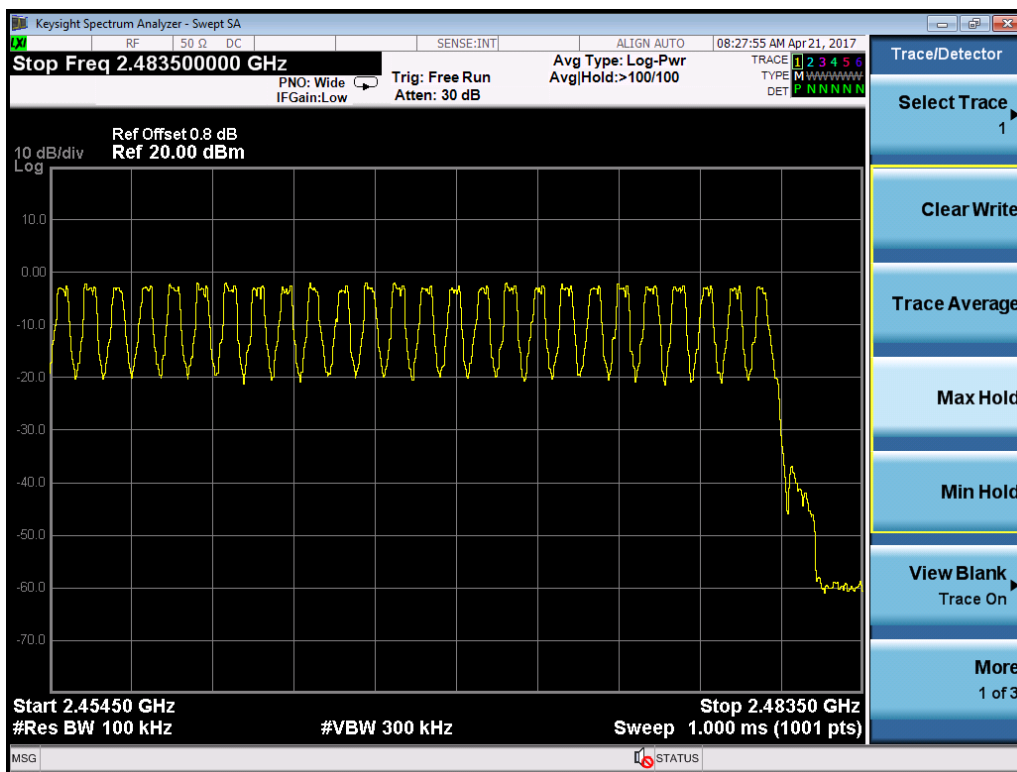 Keysight Spectrum Analyzer - Swept SA
LXI RF 50 Ω DC SENSE:INT ALIGN AUTO 08:27:55 AM Apr 21, 2017
Stop Freq 2.483500000 GHz
PNO: Wide
IFGain:Low
Trig: Free Run
Atten: 30 dB
Avg Type: Log-Pwr
Avg|Hold:>100/100
TRACE 1 2 3 4 5 6
TYPE M WWWWW
DET P N N N N N
Ref Offset 0.8 dB
10 dB/div Ref 20.00 dBm
Log
10.0
0.00
-10.0
-20.0
-30.0
-40.0
-50.0
-60.0
-70.0
Start 2.45450 GHz Stop 2.48350 GHz
#Res BW 100 kHz #VBW 300 kHz Sweep 1.000 ms (1001 pts)
MSG STATUS
Trace/Detector
Select Trace
1
Clear Write
Trace Average
Max Hold
Min Hold
View Blank
Trace On
More
1 of 3